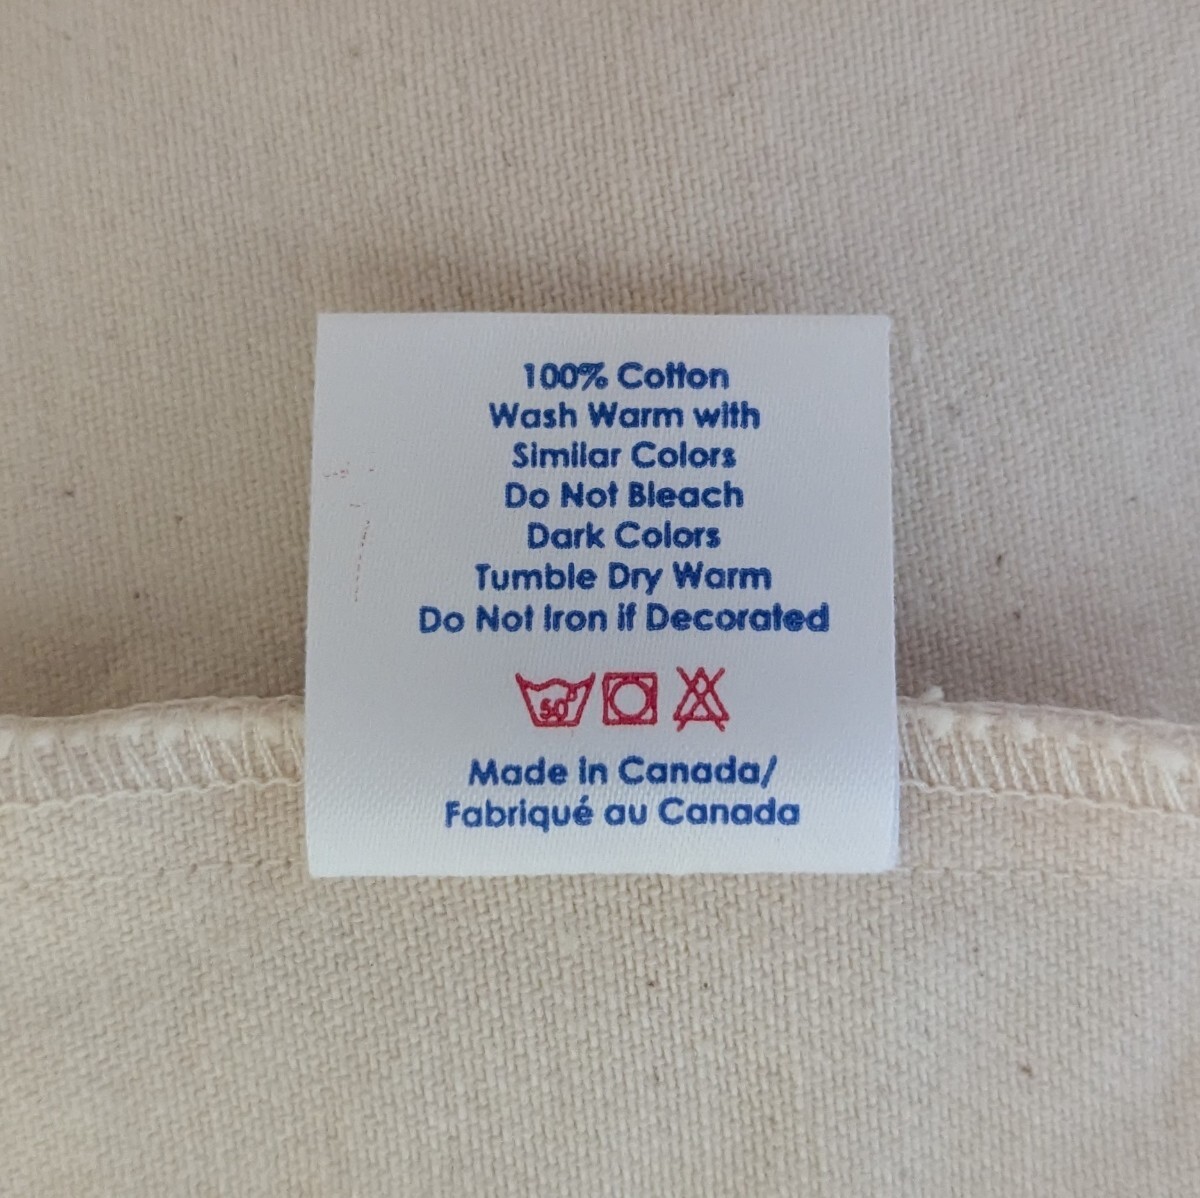 100% Cotton
Wash Warm with
Similar Colors
Do Not Bleach
Dark Colors
Tumble Dry Warm
Do Not Iron if Decorated
50°
Made in Canada/
Fabriqué au Canada